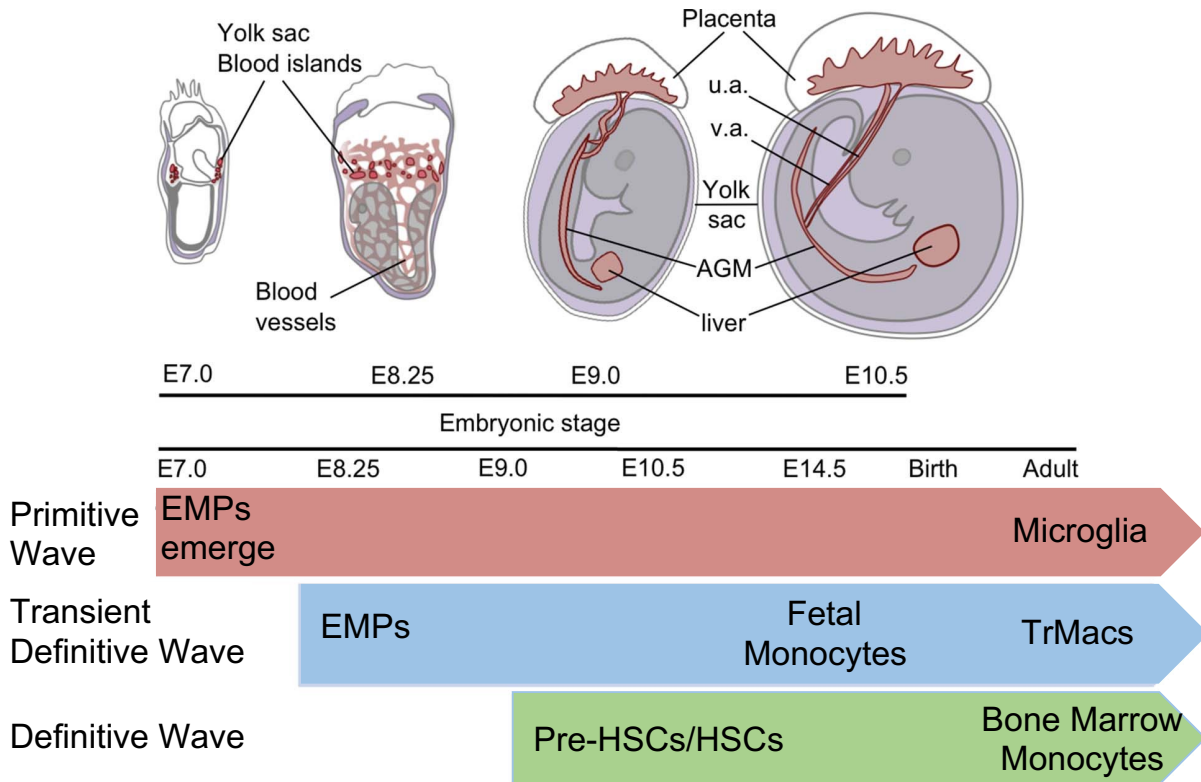 Yolk sac
Blood islands
Placenta
u.a.
v.a.
Yolk
sac
AGM
Blood
vessels
liver
E7.0 E8.25 E9.0 E10.5
Embryonic stage
E7.0 E8.25 E9.0 E10.5 E14.5 Birth Adult
Primitive
Wave
EMPs
emerge
Microglia
Transient
Definitive Wave
EMPs
Fetal
Monocytes
TrMacs
Definitive Wave
Pre-HSCs/HSCs
Bone Marrow
Monocytes